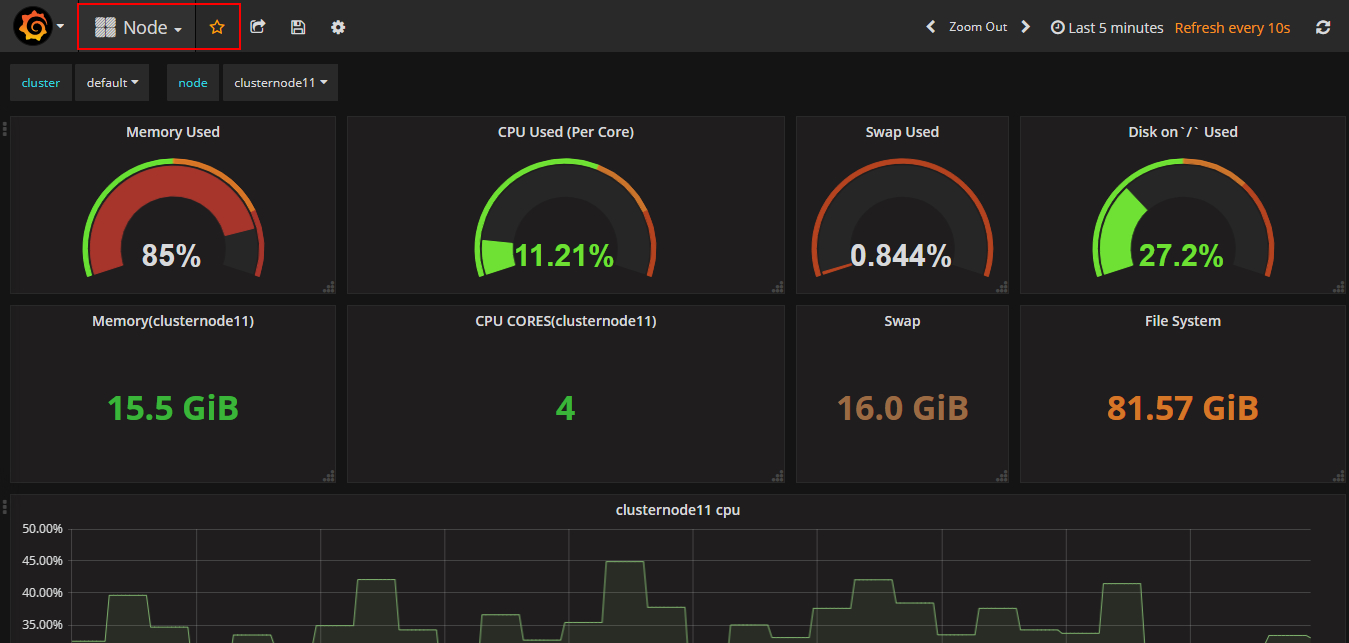 Node
Zoom Out
Last 5 minutes
Refresh every 10s
cluster
default
node
clusternode11
Memory Used
CPU Used (Per Core)
Swap Used
Disk on`/` Used
85%
11.21%
0.844%
27.2%
Memory(clusternode11)
CPU CORES(clusternode11)
Swap
File System
15.5 GiB
4
16.0 GiB
81.57 GiB
clusternode11 cpu
50.00%
45.00%
40.00%
35.00%